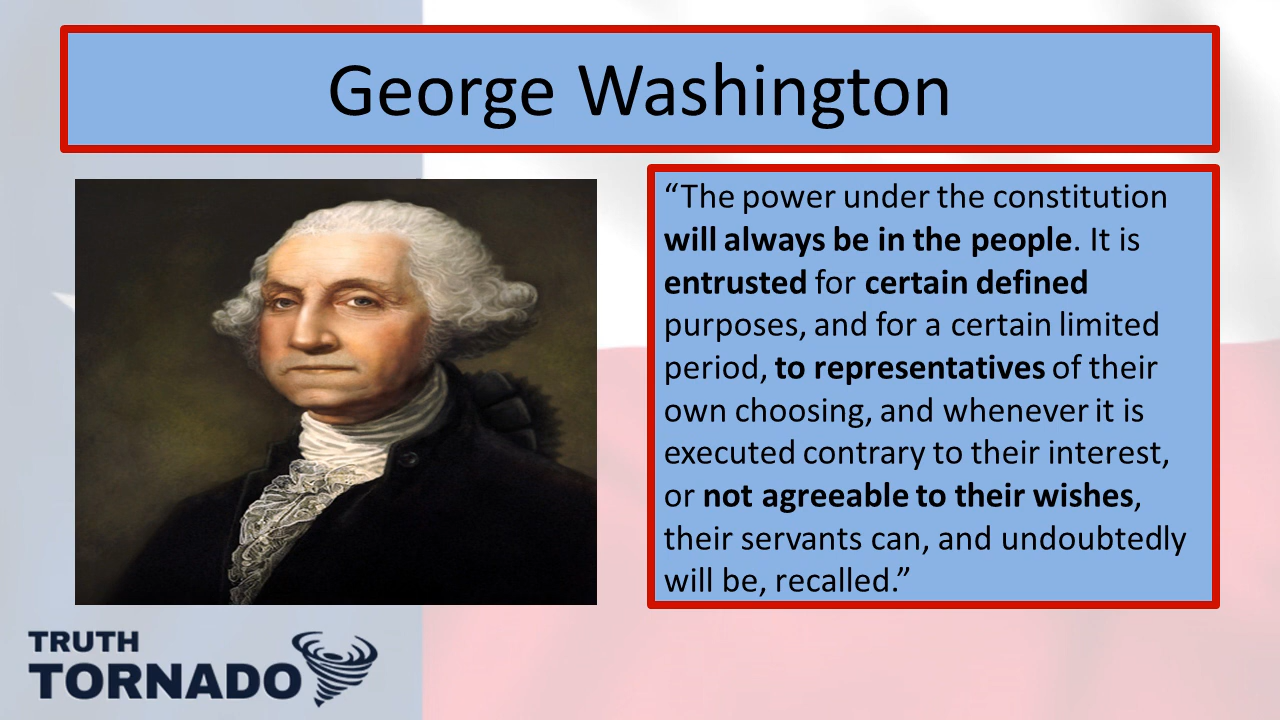 George Washington
“The power under the constitution
will always be in the people. It is
entrusted for certain defined
purposes, and for a certain limited
period, to representatives of their
own choosing, and whenever it is
executed contrary to their interest,
or not agreeable to their wishes,
their servants can, and undoubtedly
will be, recalled.”
TRUTH
TORNADO